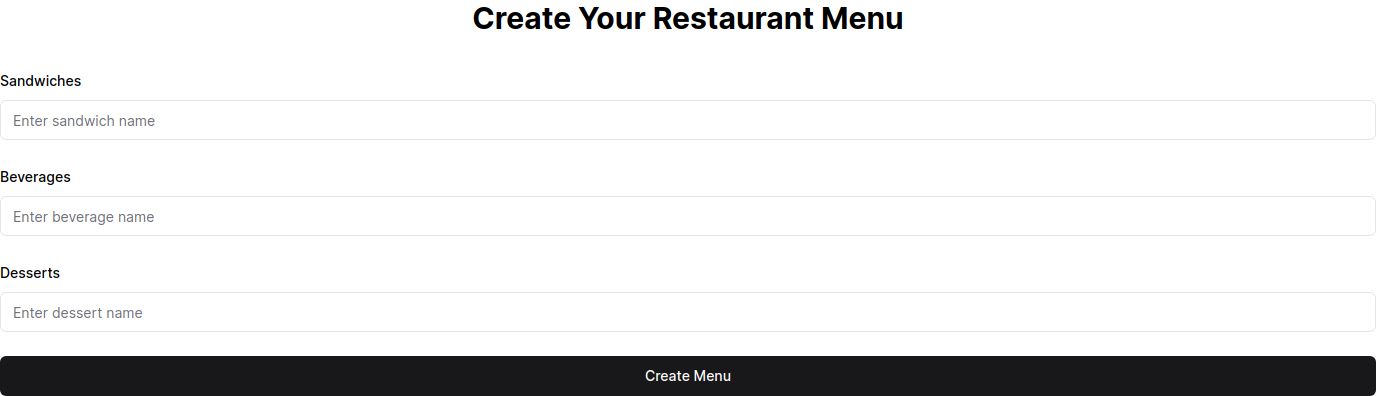 Create Your Restaurant Menu
Sandwiches
Enter sandwich name
Beverages
Enter beverage name
Desserts
Enter dessert name
Create Menu